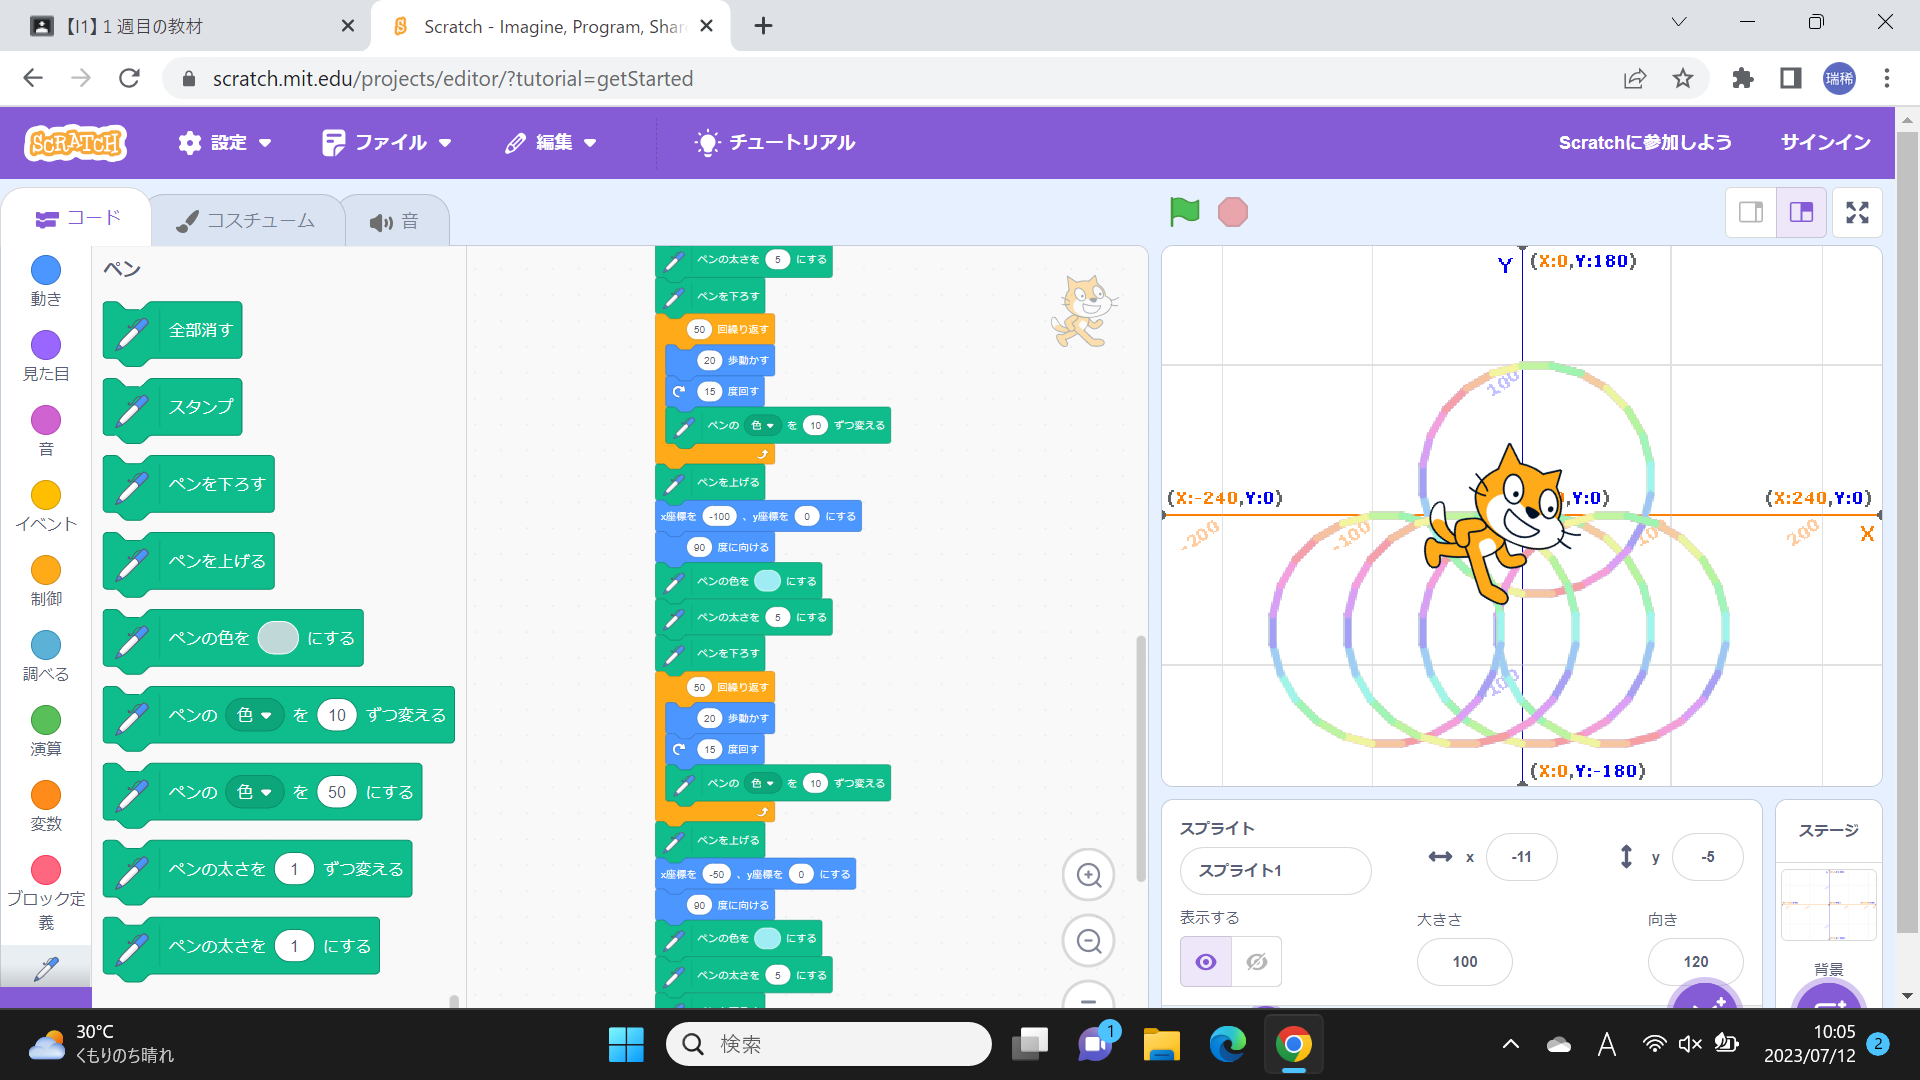 【I1】1週目の教材
Scratch - Imagine, Program, Shar
scratch.mit.edu/projects/editor/?tutorial=getStarted
瑞稀
SCRATCH
設定
ファイル
編集
チュートリアル
Scratchに参加しよう
サインイン
コード
コスチューム
音
動き
見た目
音
イベント
制御
調べる
演算
変数
ブロック定
義
ペン
全部消す
スタンプ
ペンを下ろす
ペンを上げる
ペンの色を にする
ペンの 色 を 10 ずつ変える
ペンの 色 を 50 にする
ペンの太さを 1 ずつ変える
ペンの太さを 1 にする
ペンの太さを 5 にする
ペンを下ろす
50 回繰り返す
20 歩動かす
15 度回す
ペンの 色 を 10 ずつ変える
ペンを上げる
x座標を -100 、y座標を 0 にする
90 度に向ける
ペンの色を にする
ペンの太さを 5 にする
ペンを下ろす
50 回繰り返す
20 歩動かす
15 度回す
ペンの 色 を 10 ずつ変える
ペンを上げる
x座標を -50 、y座標を 0 にする
90 度に向ける
ペンの色を にする
ペンの太さを 5 にする
Y (X:0,Y:180)
100
(X:-240,Y:0)
,Y:0)
(X:240,Y:0)
-200
-100
100
200
X
-100
(X:0,Y:-180)
スプライト
スプライト1
x -11
y -5
表示する
大きさ
100
向き
120
ステージ
背景
30°C
くもりのち晴れ
検索
1
A
10:05
2023/07/12
2